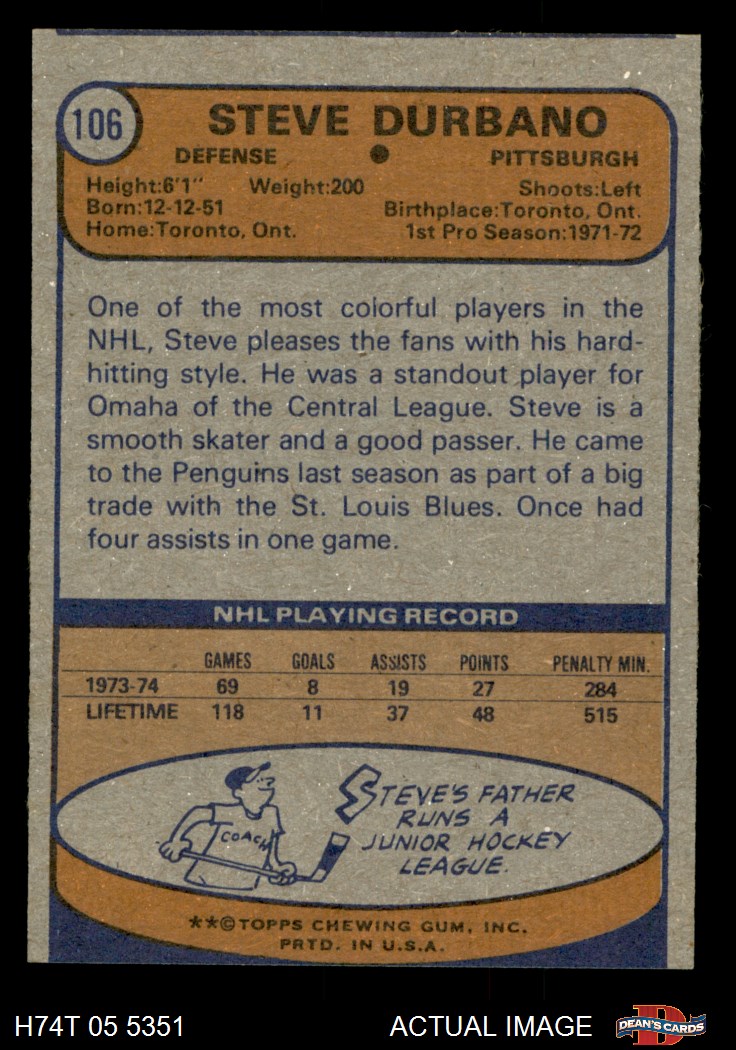 106
STEVE DURBANO
DEFENSE ● PITTSBURGH
Height:6'1" Weight:200 Shoots:Left
Born:12-12-51 Birthplace:Toronto, Ont.
Home:Toronto, Ont. 1st Pro Season:1971-72
One of the most colorful players in the
NHL, Steve pleases the fans with his hard-
hitting style. He was a standout player for
Omaha of the Central League. Steve is a
smooth skater and a good passer. He came
to the Penguins last season as part of a big
trade with the St. Louis Blues. Once had
four assists in one game.
NHL PLAYING RECORD
GAMES GOALS ASSISTS POINTS PENALTY MIN.
1973-74 69 8 19 27 284
LIFETIME 118 11 37 48 515
COACH
STEVE'S FATHER
RUNS A
JUNIOR HOCKEY
LEAGUE.
**©TOPPS CHEWING GUM, INC.
PRTD. IN U.S.A.
H74T 05 5351 ACTUAL IMAGE
D
DEAN'S CARDS